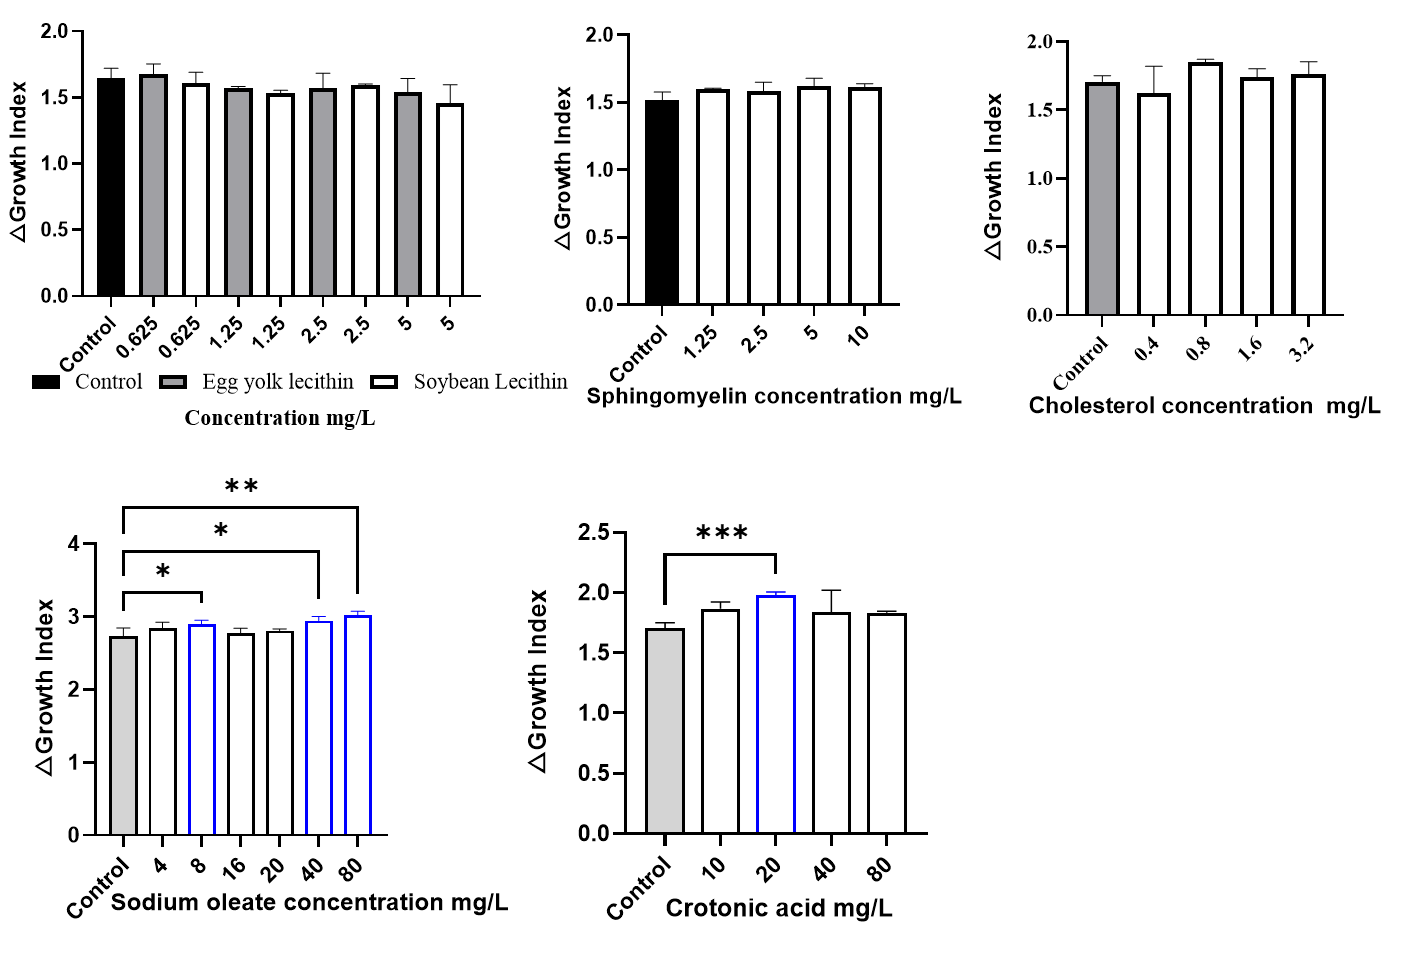 2.0
1.5
1.0
0.5
0.0
△Growth Index
Control 0.625 0.625 1.25 1.25 2.5 2.5 5 5
Control Egg yolk lecithin Soybean Lecithin
Concentration mg/L
2.0
1.5
1.0
0.5
0.0
△Growth Index
Control 1.25 2.5 5 10
Sphingomyelin concentration mg/L
2.0
1.5
1.0
0.5
0.0
△Growth Index
Control 0.4 0.8 1.6 3.2
Cholesterol concentration mg/L
**
*
*
4
3
2
1
0
△Growth Index
Control 4 8 16 20 40 80
Sodium oleate concentration mg/L
***
2.5
2.0
1.5
1.0
0.5
0.0
△Growth Index
Control 10 20 40 80
Crotonic acid mg/L